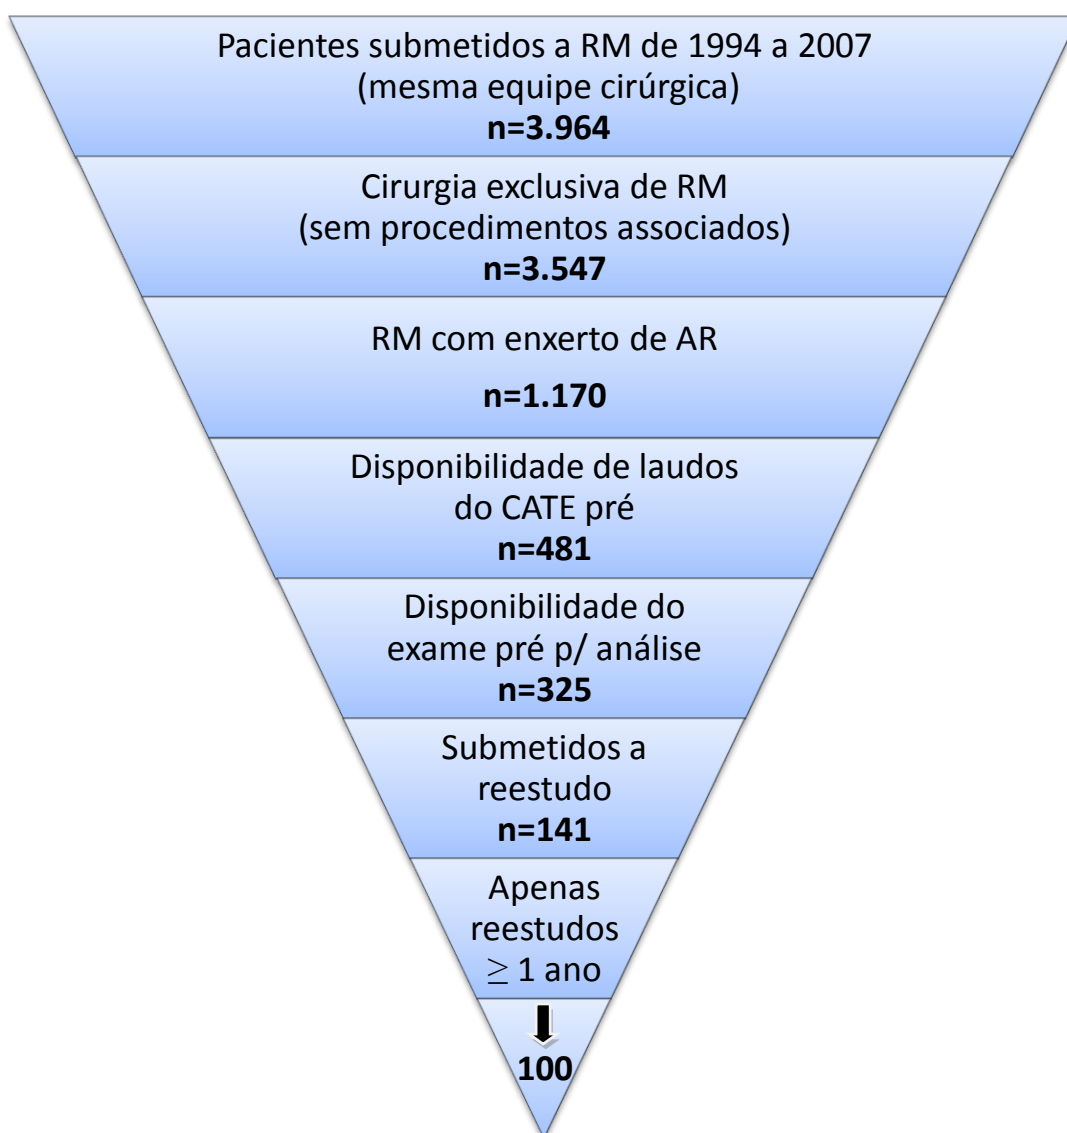 Pacientes submetidos a RM de 1994 a 2007
(mesma equipe cirúrgica)
n=3.964
Cirurgia exclusiva de RM
(sem procedimentos associados)
n=3.547
RM com enxerto de AR
n=1.170
Disponibilidade de laudos
do CATE pré
n=481
Disponibilidade do
exame pré p/ análise
n=325
Submetidos a
reestudo
n=141
Apenas
reestudos
≥ 1 ano
100